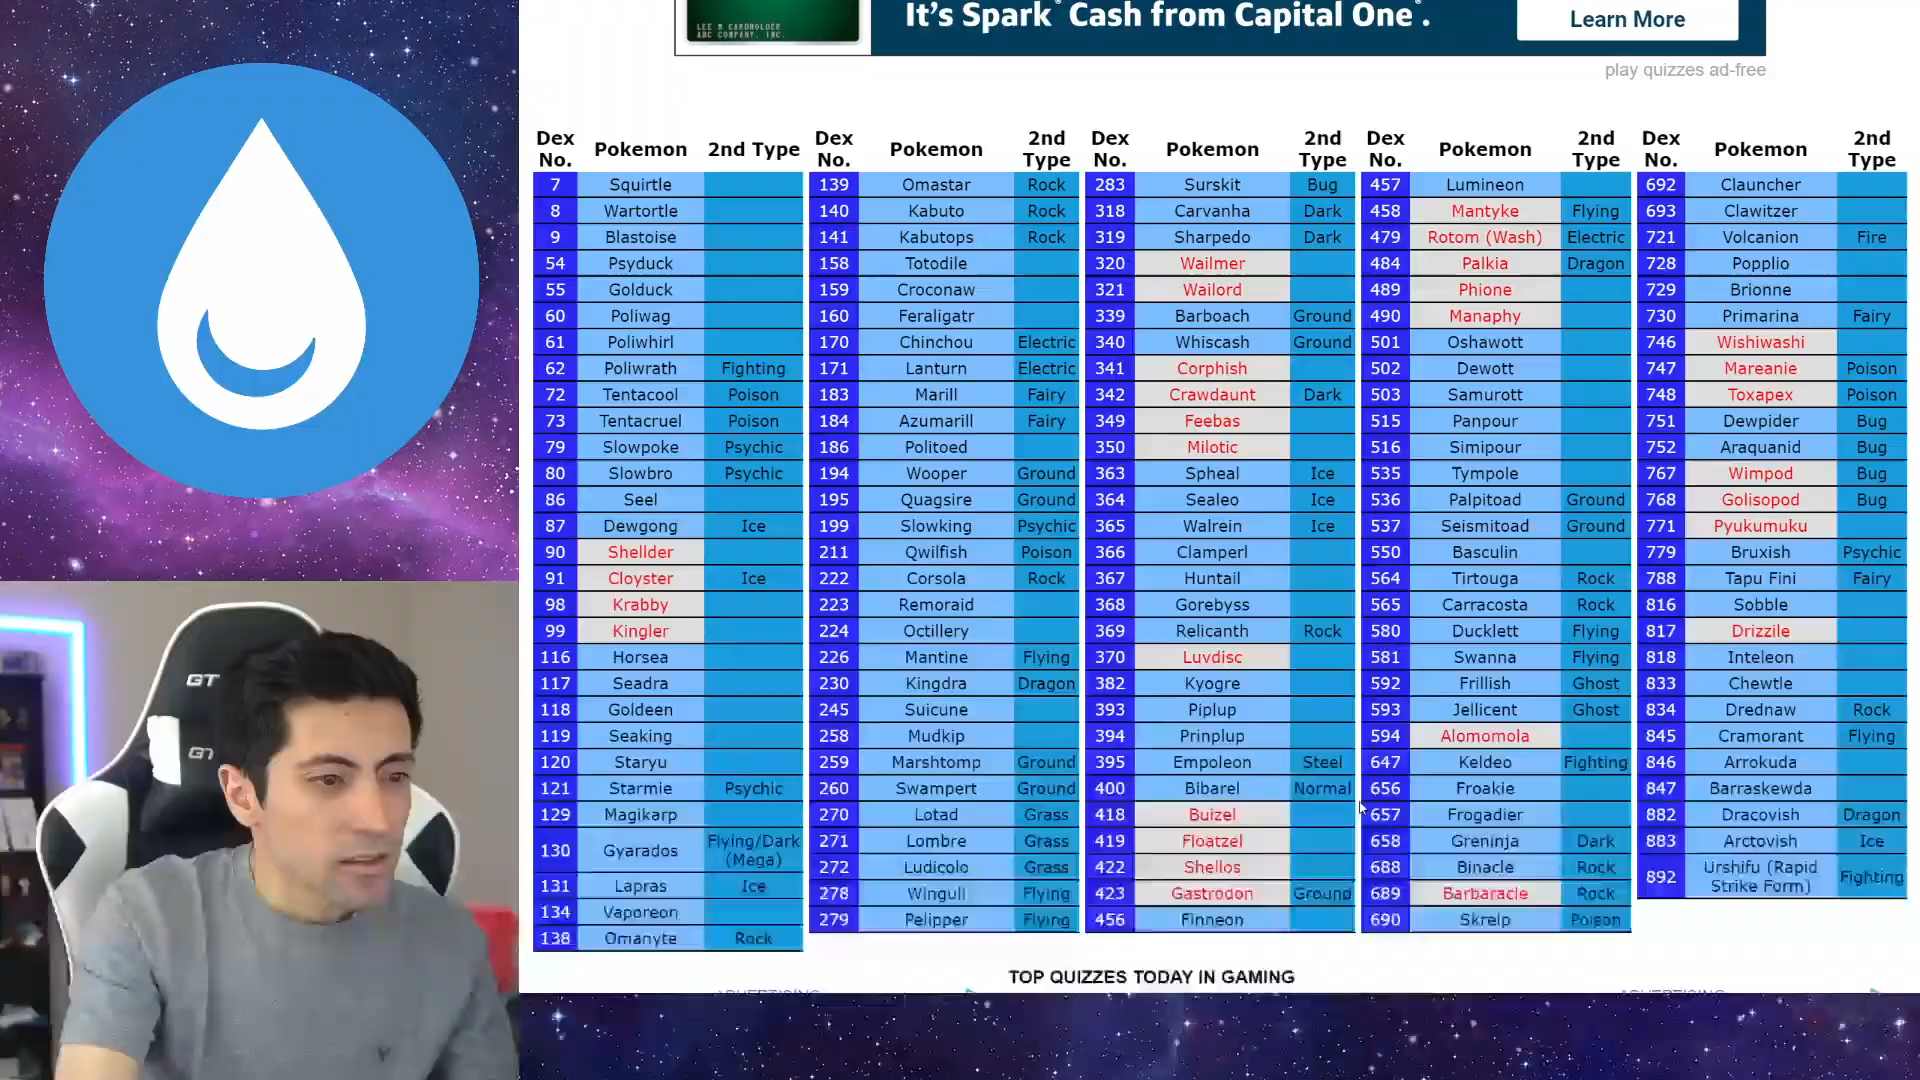 LEE M CARDHOLDER
ABC COMPANY, INC.
It's Spark® Cash from Capital One®.
Learn More
play quizzes ad-free
Dex No. Pokemon 2nd Type
7 Squirtle
8 Wartortle
9 Blastoise
54 Psyduck
55 Golduck
60 Poliwag
61 Poliwhirl
62 Poliwrath Fighting
72 Tentacool Poison
73 Tentacruel Poison
79 Slowpoke Psychic
80 Slowbro Psychic
86 Seel
87 Dewgong Ice
90 Shellder
91 Cloyster Ice
98 Krabby
99 Kingler
116 Horsea
117 Seadra
118 Goldeen
119 Seaking
120 Staryu
121 Starmie Psychic
129 Magikarp
130 Gyarados Flying/Dark (Mega)
131 Lapras Ice
134 Vaporeon
138 Omanyte Rock
Dex No. Pokemon 2nd Type
139 Omastar Rock
140 Kabuto Rock
141 Kabutops Rock
158 Totodile
159 Croconaw
160 Feraligatr
170 Chinchou Electric
171 Lanturn Electric
183 Marill Fairy
184 Azumarill Fairy
186 Politoed
194 Wooper Ground
195 Quagsire Ground
199 Slowking Psychic
211 Qwilfish Poison
222 Corsola Rock
223 Remoraid
224 Octillery
226 Mantine Flying
230 Kingdra Dragon
245 Suicune
258 Mudkip
259 Marshtomp Ground
260 Swampert Ground
270 Lotad Grass
271 Lombre Grass
272 Ludicolo Grass
278 Wingull Flying
279 Pelipper Flying
Dex No. Pokemon 2nd Type
283 Surskit Bug
318 Carvanha Dark
319 Sharpedo Dark
320 Wailmer
321 Wailord
339 Barboach Ground
340 Whiscash Ground
341 Corphish
342 Crawdaunt Dark
349 Feebas
350 Milotic
363 Spheal Ice
364 Sealeo Ice
365 Walrein Ice
366 Clamperl
367 Huntail
368 Gorebyss
369 Relicanth Rock
370 Luvdisc
382 Kyogre
393 Piplup
394 Prinplup
395 Empoleon Steel
400 Bibarel Normal
418 Buizel
419 Floatzel
422 Shellos
423 Gastrodon Ground
456 Finneon
Dex No. Pokemon 2nd Type
457 Lumineon
458 Mantyke Flying
479 Rotom (Wash) Electric
484 Palkia Dragon
489 Phione
490 Manaphy
501 Oshawott
502 Dewott
503 Samurott
515 Panpour
516 Simipour
535 Tympole
536 Palpitoad Ground
537 Seismitoad Ground
550 Basculin
564 Tirtouga Rock
565 Carracosta Rock
580 Ducklett Flying
581 Swanna Flying
592 Frillish Ghost
593 Jellicent Ghost
594 Alomomola
647 Keldeo Fighting
656 Froakie
657 Frogadier
658 Greninja Dark
688 Binacle Rock
689 Barbaracle Rock
690 Skrelp Poison
Dex No. Pokemon 2nd Type
692 Clauncher
693 Clawitzer
721 Volcanion Fire
728 Popplio
729 Brionne
730 Primarina Fairy
746 Wishiwashi
747 Mareanie Poison
748 Toxapex Poison
751 Dewpider Bug
752 Araquanid Bug
767 Wimpod Bug
768 Golisopod Bug
771 Pyukumuku
779 Bruxish Psychic
788 Tapu Fini Fairy
816 Sobble
817 Drizzile
818 Inteleon
833 Chewtle
834 Drednaw Rock
845 Cramorant Flying
846 Arrokuda
847 Barraskewda
882 Dracovish Dragon
883 Arctovish Ice
892 Urshifu (Rapid Strike Form) Fighting
TOP QUIZZES TODAY IN GAMING
ADVERTISING
ADVERTISING
GT
GT